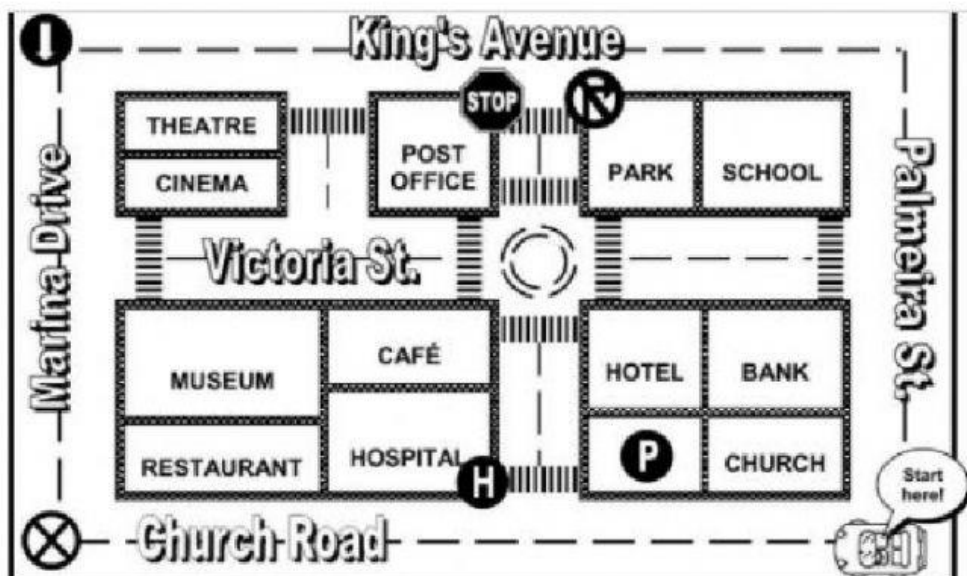 King's Avenue
STOP
THEATRE
POST
OFFICE
PARK
SCHOOL
CINEMA
Marina Drive
Palmeira St.
Victoria St.
MUSEUM
CAFÉ
HOTEL
BANK
RESTAURANT
HOSPITAL
H
P
CHURCH
Start
here!
Church Road